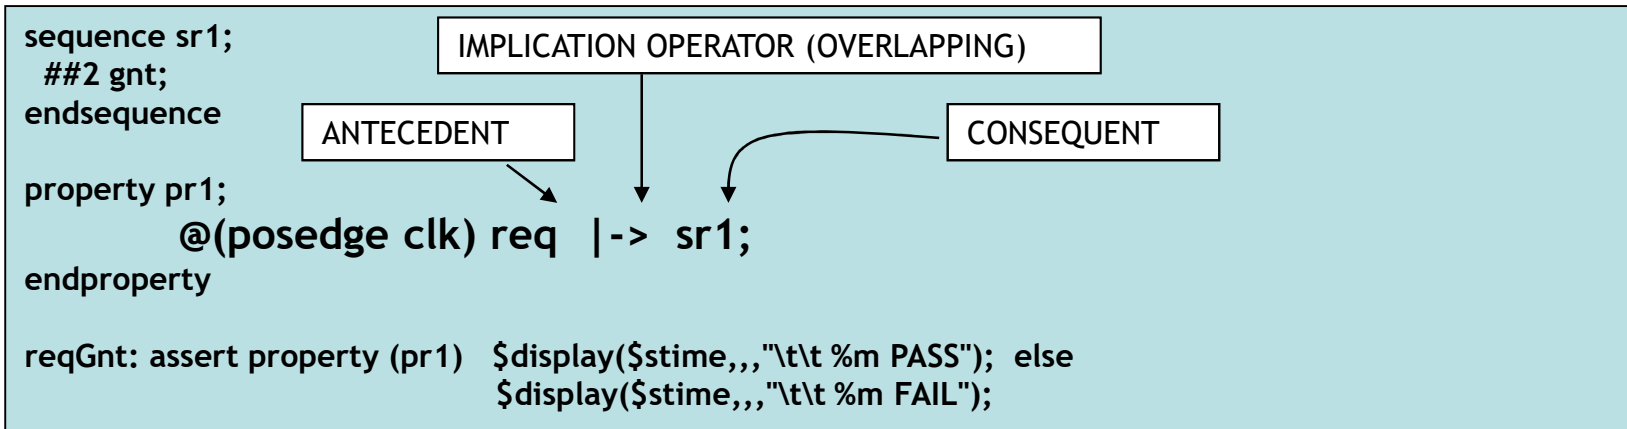 sequence sr1;
IMPLICATION OPERATOR (OVERLAPPING)
##2 gnt;
endsequence
ANTECEDENT
CONSEQUENT
property pr1;
@(posedge clk) req |-> sr1;
endproperty
reqGnt: assert property (pr1) $display($stime,,,"\t\t %m PASS"); else
$display($stime,,,"\t\t %m FAIL");